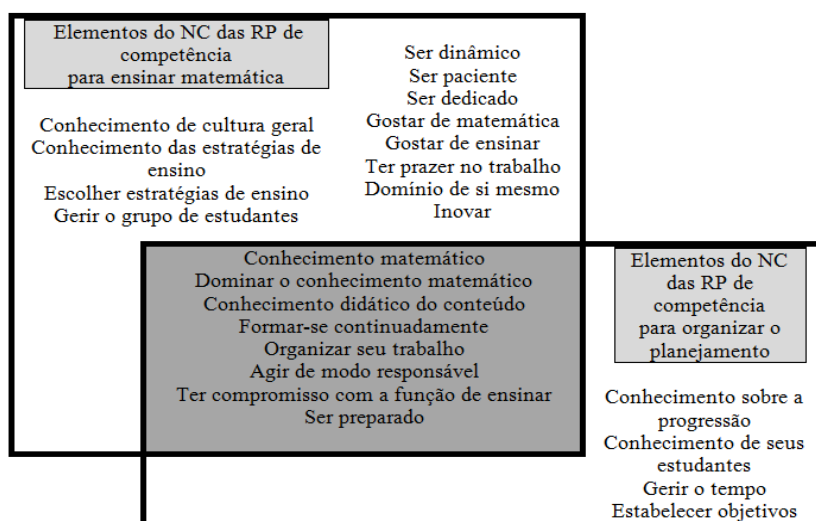 Elementos do NC das RP de
competência
para ensinar matemática
Conhecimento de cultura geral
Conhecimento das estratégias de
ensino
Escolher estratégias de ensino
Gerir o grupo de estudantes
Ser dinâmico
Ser paciente
Ser dedicado
Gostar de matemática
Gostar de ensinar
Ter prazer no trabalho
Domínio de si mesmo
Inovar
Conhecimento matemático
Dominar o conhecimento matemático
Conhecimento didático do conteúdo
Formar-se continuadamente
Organizar seu trabalho
Agir de modo responsável
Ter compromisso com a função de ensinar
Ser preparado
Elementos do NC
das RP de
competência
para organizar o
planejamento
Conhecimento sobre a
progressão
Conhecimento de seus
estudantes
Gerir o tempo
Estabelecer objetivos